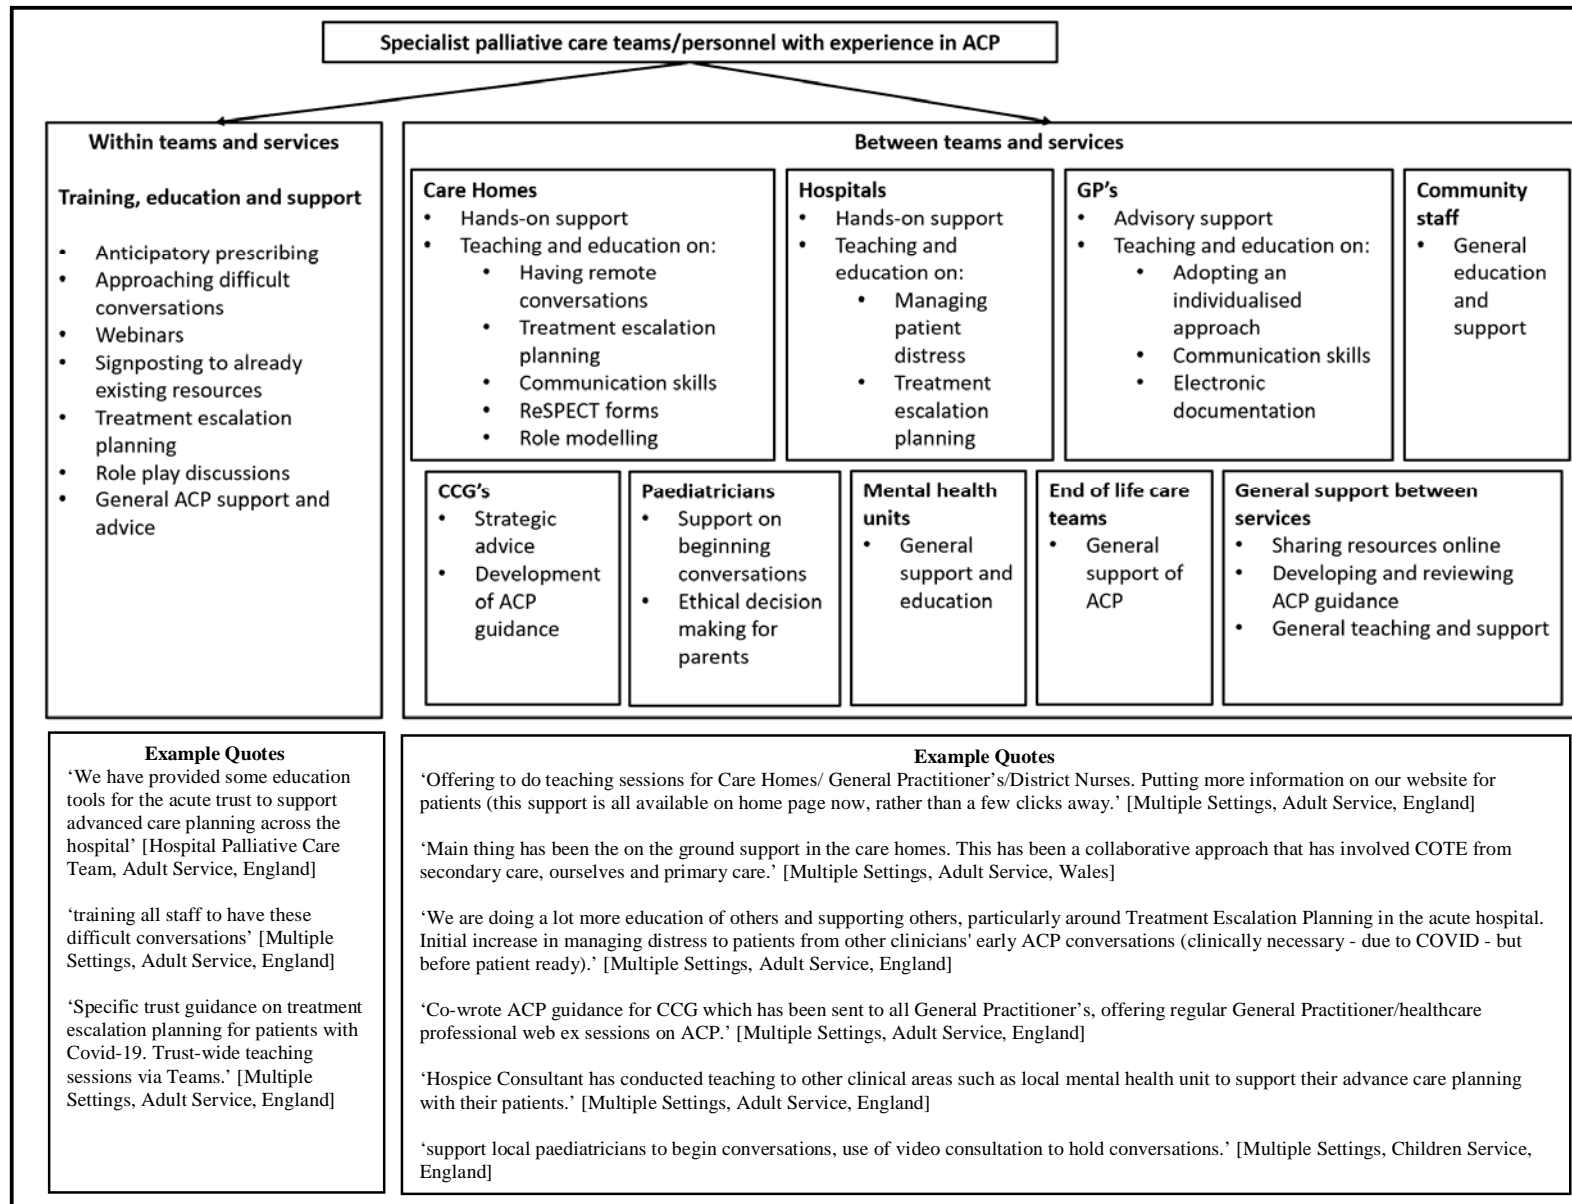 Specialist palliative care teams/personnel with experience in ACP
Within teams and services
Training, education and support
• Anticipatory prescribing
• Approaching difficult
conversations
• Webinars
• Signposting to already
existing resources
• Treatment escalation
planning
• Role play discussions
• General ACP support and
advice
Between teams and services
Care Homes
• Hands-on support
• Teaching and education on:
• Having remote
conversations
• Treatment escalation
planning
• Communication skills
• ReSPECT forms
• Role modelling
Hospitals
• Hands-on support
• Teaching and
education on:
• Managing
patient
distress
• Treatment
escalation
planning
GP’s
• Advisory support
• Teaching and education on:
• Adopting an
individualised
approach
• Communication skills
• Electronic
documentation
Community
staff
• General
education
and
support
CCG’s
• Strategic
advice
• Development
of ACP
guidance
Paediatricians
• Support on
beginning
conversations
• Ethical decision
making for
parents
Mental health
units
• General
support and
education
End of life care
teams
• General
support of
ACP
General support between
services
• Sharing resources online
• Developing and reviewing
ACP guidance
• General teaching and support
Example Quotes
‘We have provided some education
tools for the acute trust to support
advanced care planning across the
hospital’ [Hospital Palliative Care
Team, Adult Service, England]
‘training all staff to have these
difficult conversations’ [Multiple
Settings, Adult Service, England]
‘Specific trust guidance on treatment
escalation planning for patients with
Covid-19. Trust-wide teaching
sessions via Teams.’ [Multiple
Settings, Adult Service, England]
Example Quotes
‘Offering to do teaching sessions for Care Homes/ General Practitioner’s/District Nurses. Putting more information on our website for
patients (this support is all available on home page now, rather than a few clicks away.’ [Multiple Settings, Adult Service, England]
‘Main thing has been the on the ground support in the care homes. This has been a collaborative approach that has involved COTE from
secondary care, ourselves and primary care.’ [Multiple Settings, Adult Service, Wales]
‘We are doing a lot more education of others and supporting others, particularly around Treatment Escalation Planning in the acute hospital.
Initial increase in managing distress to patients from other clinicians' early ACP conversations (clinically necessary - due to COVID - but
before patient ready).’ [Multiple Settings, Adult Service, England]
‘Co-wrote ACP guidance for CCG which has been sent to all General Practitioner’s, offering regular General Practitioner/healthcare
professional web ex sessions on ACP.’ [Multiple Settings, Adult Service, England]
‘Hospice Consultant has conducted teaching to other clinical areas such as local mental health unit to support their advance care planning
with their patients.’ [Multiple Settings, Adult Service, England]
‘support local paediatricians to begin conversations, use of video consultation to hold conversations.’ [Multiple Settings, Children Service,
England]